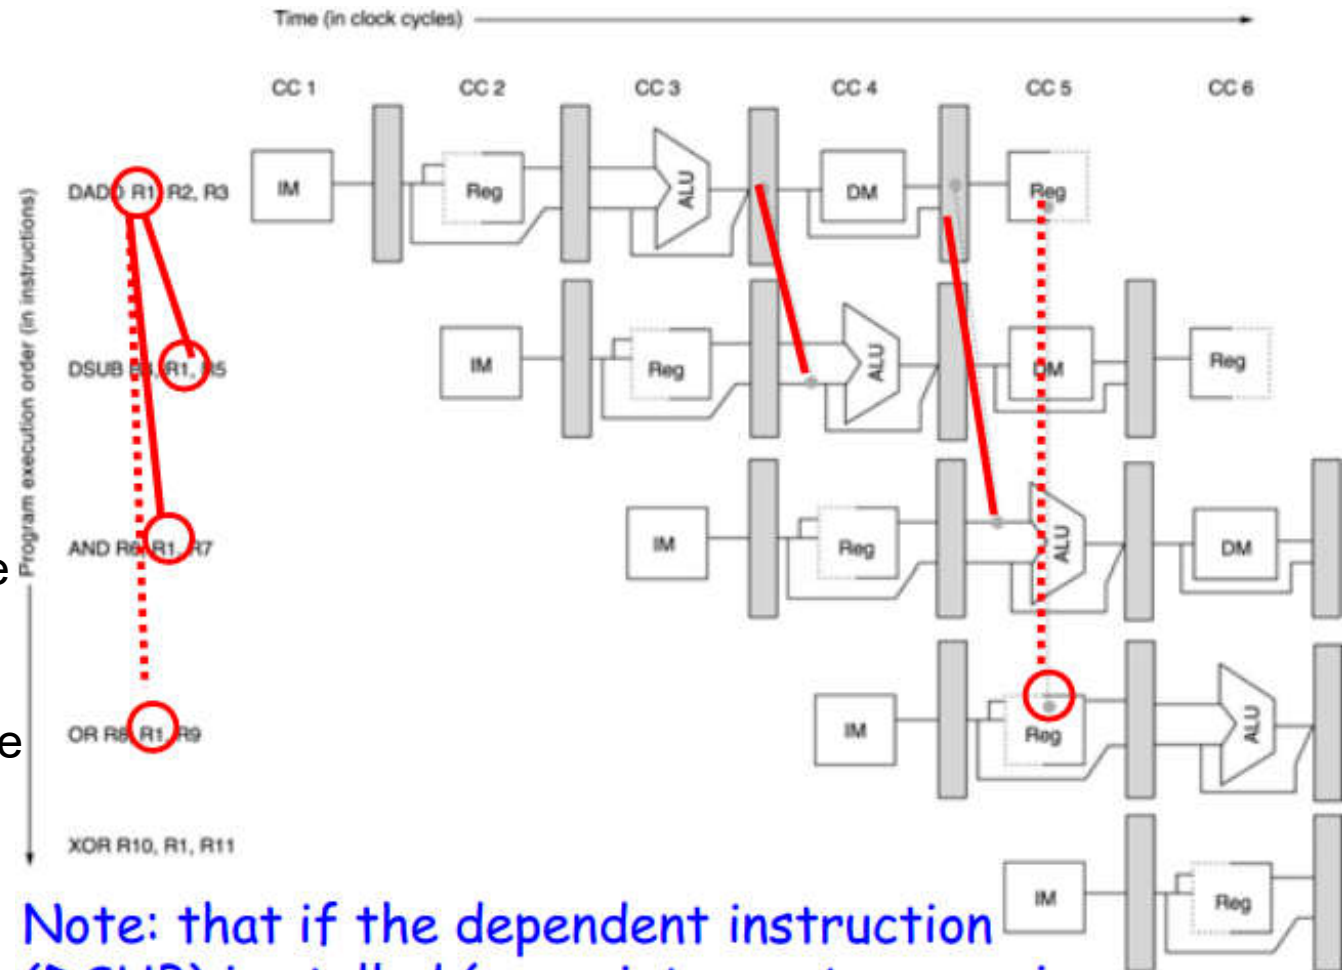 Time (in clock cycles)
CC 1 CC 2 CC 3 CC 4 CC 5 CC 6
Program execution order (in instructions)
DADD R1, R2, R3 IM Reg ALU DM Reg
DSUB R1, R5 IM Reg ALU DM Reg
AND R6, R1, R7 IM Reg ALU DM
e
OR R8, R1, R9 IM Reg ALU
e
XOR R10, R1, R11
IM Reg
Note: that if the dependent instruction